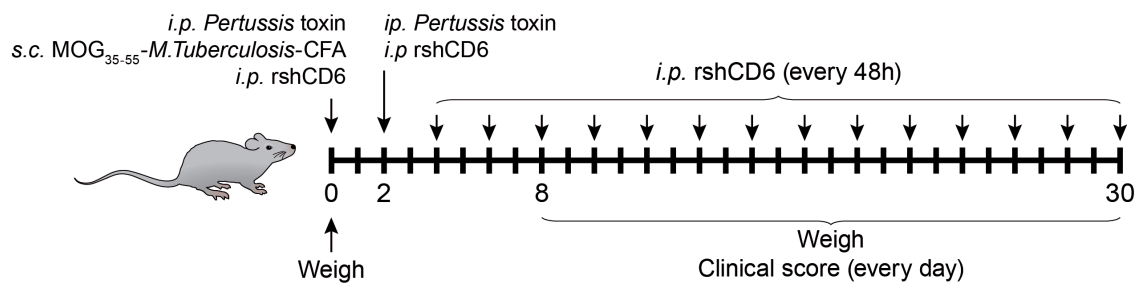 i.p. Pertussis toxin
s.c. MOG35-55-M.Tuberculosis-CFA
i.p. rshCD6
ip. Pertussis toxin
i.p rshCD6
i.p. rshCD6 (every 48h)
0
2
8
30
Weigh
Weigh
Clinical score (every day)